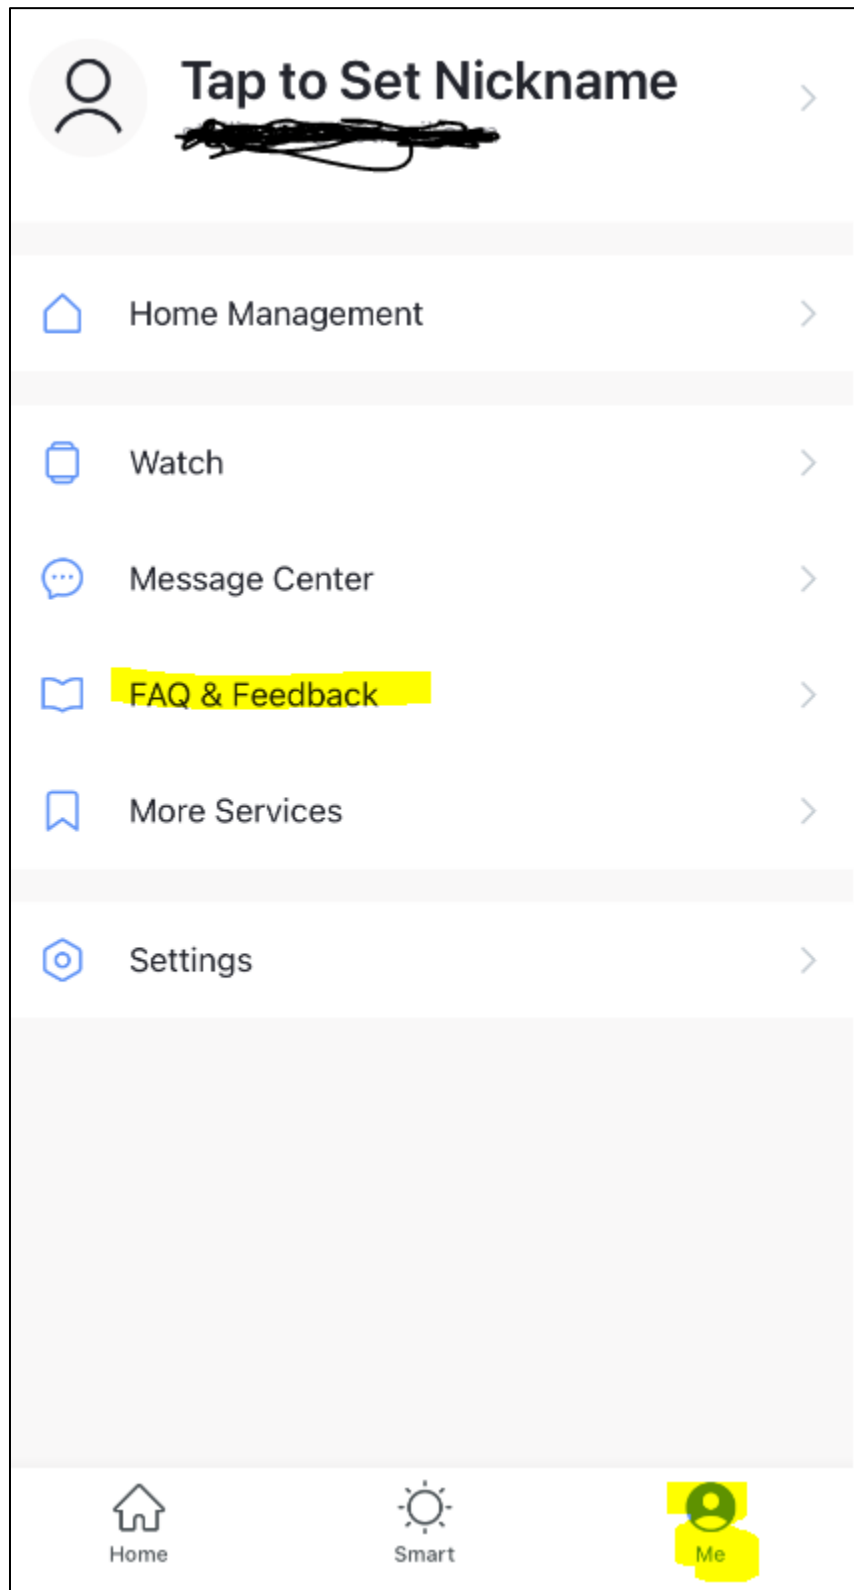 Tap to Set Nickname
Home Management
Watch
Message Center
FAQ & Feedback
More Services
Settings
Home
Smart
Me